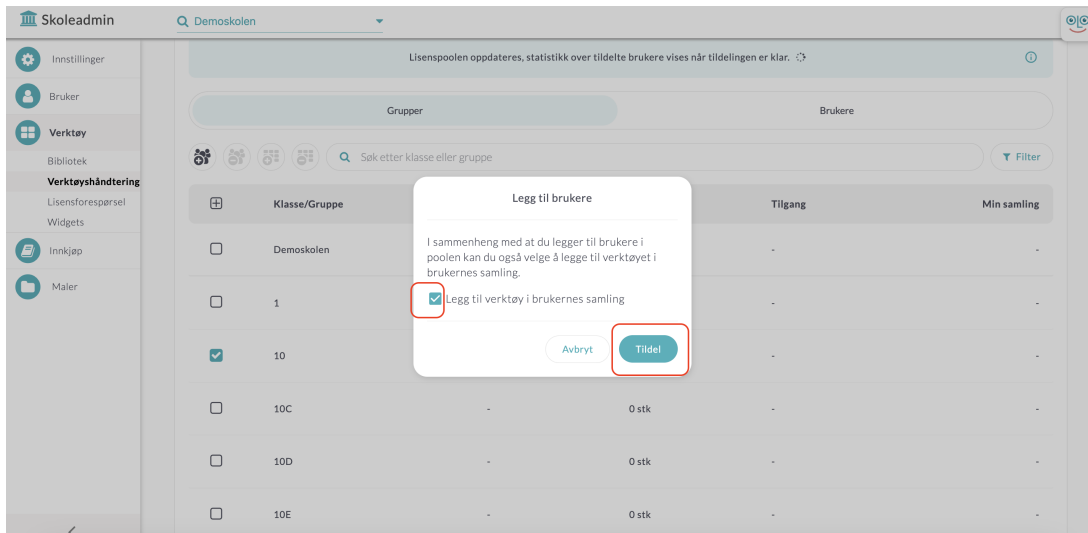 Skoleadmin
Demoskolen
Innstillinger
Bruker
Verktøy
Bibliotek
Verktøyshåndtering
Lisensforespørsel
Widgets
Innkjøp
Maler
Lisenspoolen oppdateres, statistikk over tildelte brukere vises når tildelingen er klar.
Grupper Brukere
Søk etter klasse eller gruppe
Filter
Klasse/Gruppe Tilgang Min samling
Demoskolen - -
1 - -
10 - -
10C - 0 stk - -
10D - 0 stk - -
10E - 0 stk - -
Legg til brukere
I sammenheng med at du legger til brukere i
poolen kan du også velge å legge til verktøyet i
brukernes samling.
Legg til verktøy i brukernes samling
Avbryt Tildel